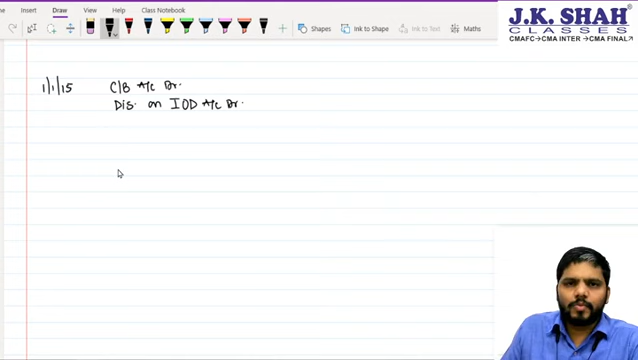 J.K. SHAH®
CLASSES
CMAFC→CMA INTER →CMA FINAL
Insert Draw View Help Class Notebook
Shapes Ink to Shape Ink to Text Maths
1/1/15 C/B A/c Dr.
Dis. on IOD A/c Dr.